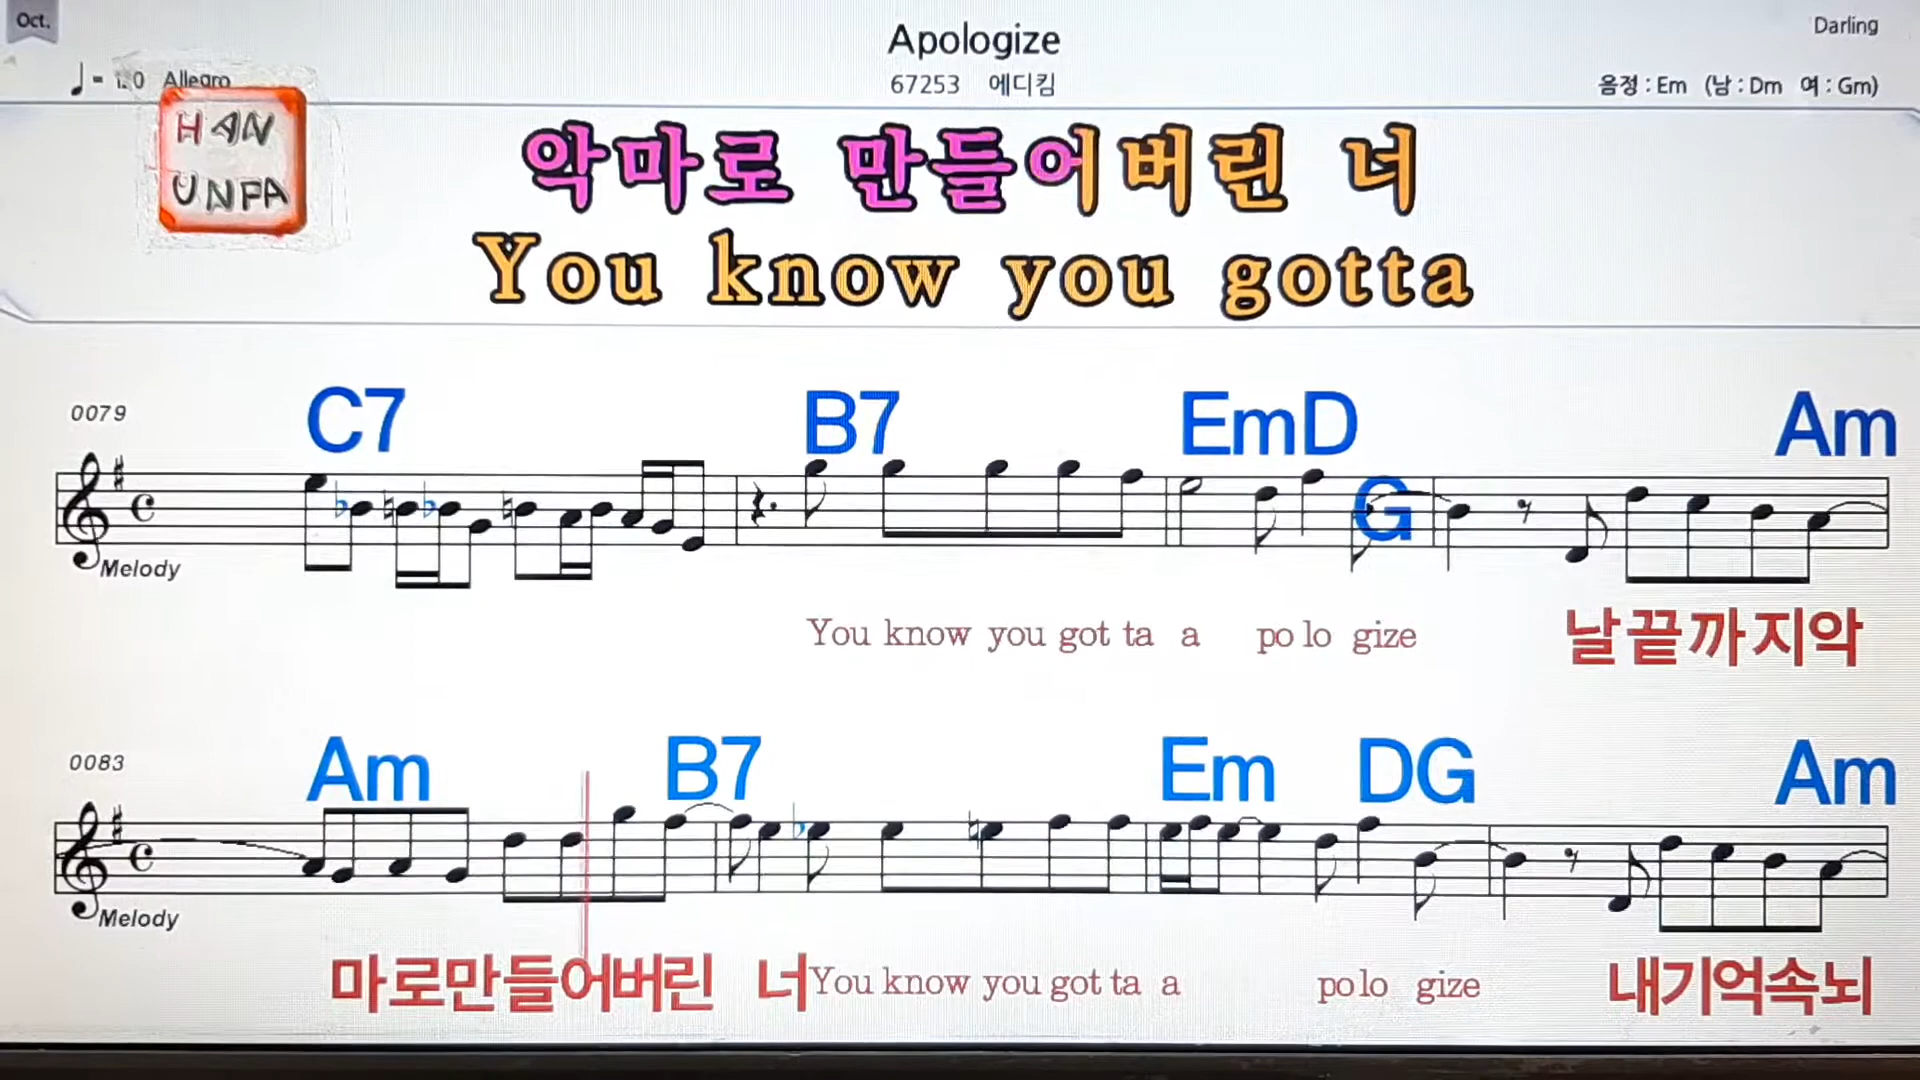 Oct.
Apologize
Darling
Allegro
67253 에디킴
음정 : Em (남 : Dm 여 : Gm)
HAN
UNPA
악마로 만들어버린 너
You know you gotta
0079
C7 B7 EmD G Am
Melody
You know you got ta a po lo gize 날끝까지악
0083
Am B7 Em DG Am
Melody
마로만들어버린 너You know you got ta a po lo gize 내기억속뇌